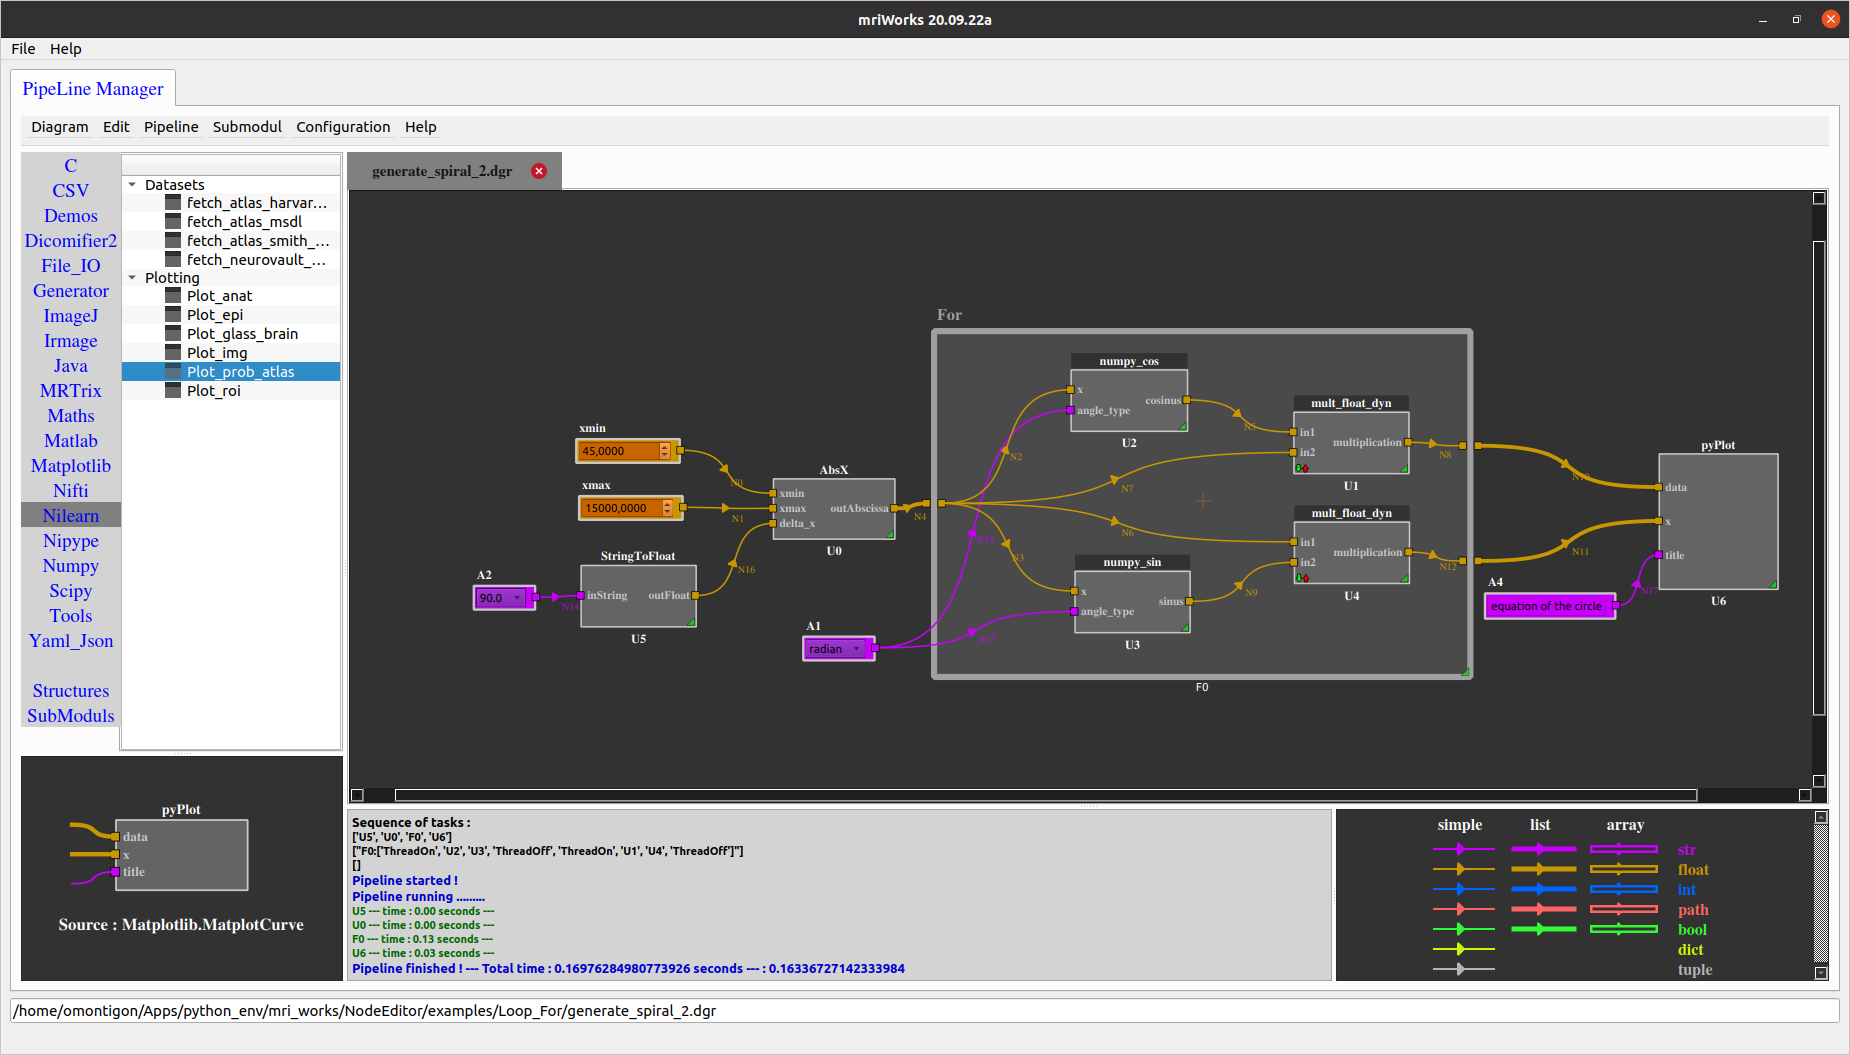 mriWorks 20.09.22a
File Help
PipeLine Manager
Diagram Edit Pipeline Submodul Configuration Help
C
CSV
Demos
Dicomifier2
File_IO
Generator
ImageJ
Irmage
Java
MRTrix
Maths
Matlab
Matplotlib
Nifti
Nilearn
Nipype
Numpy
Scipy
Tools
Yaml_Json
Structures
SubModuls
Datasets
fetch_atlas_harvar...
fetch_atlas_msdl
fetch_atlas_smith_...
fetch_neurovault_...
Plotting
Plot_anat
Plot_epi
Plot_glass_brain
Plot_img
Plot_prob_atlas
Plot_roi
generate_spiral_2.dgr
For
xmin
45,0000
N0
xmax
15000,0000
N1
AbsX
xmin
xmax
delta_x
outAbscissa
U0
N4
StringToFloat
inString
outFloat
U5
N16
A2
90.0
N14
A1
radian
numpy_cos
x
angle_type
cosinus
U2
N2
N5
N7
N6
N3
numpy_sin
x
angle_type
sinus
U3
N9
mult_float_dyn
in1
in2
multiplication
U1
N8
mult_float_dyn
in1
in2
multiplication
U4
N12
F0
N11
A4
equation of the circle
N17
pyPlot
data
x
title
U6
pyPlot
data
x
title
Source : Matplotlib.MatplotCurve
Sequence of tasks :
['U5', 'U0', 'F0', 'U6']
["F0:['ThreadOn', 'U2', 'U3', 'ThreadOff', 'ThreadOn', 'U1', 'U4', 'ThreadOff']"]
[]
Pipeline started !
Pipeline running .........
U5 --- time : 0.00 seconds ---
U0 --- time : 0.00 seconds ---
F0 --- time : 0.13 seconds ---
U6 --- time : 0.03 seconds ---
Pipeline finished ! --- Total time : 0.16976284980773926 seconds --- : 0.16336727142333984
simple list array
str
float
int
path
bool
dict
tuple
/home/omontigon/Apps/python_env/mri_works/NodeEditor/examples/Loop_For/generate_spiral_2.dgr